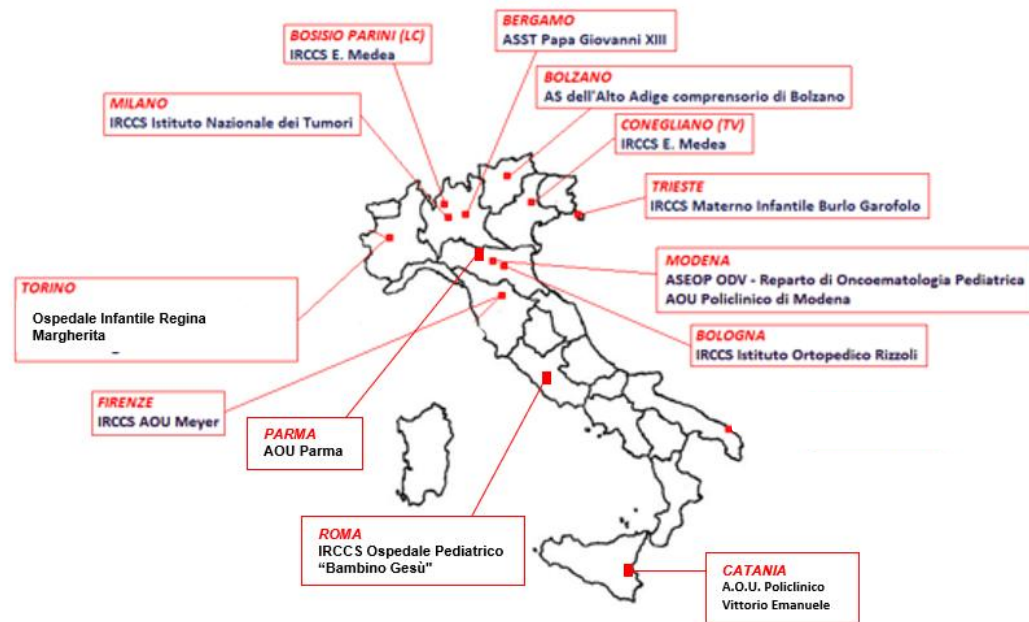 BERGAMO
ASST Papa Giovanni XIII
BOSISIO PARINI (LC)
IRCCS E. Medea
BOLZANO
AS dell'Alto Adige comprensorio di Bolzano
MILANO
IRCCS Istituto Nazionale dei Tumori
CONEGLIANO (TV)
IRCCS E. Medea
TRIESTE
IRCCS Materno Infantile Burlo Garofolo
MODENA
ASEOP ODV - Reparto di Oncoematologia Pediatrica
AOU Policlinico di Modena
TORINO
Ospedale Infantile Regina
Margherita
BOLOGNA
IRCCS Istituto Ortopedico Rizzoli
FIRENZE
IRCCS AOU Meyer
PARMA
AOU Parma
ROMA
IRCCS Ospedale Pediatrico
“Bambino Gesù"
CATANIA
A.O.U. Policlinico
Vittorio Emanuele